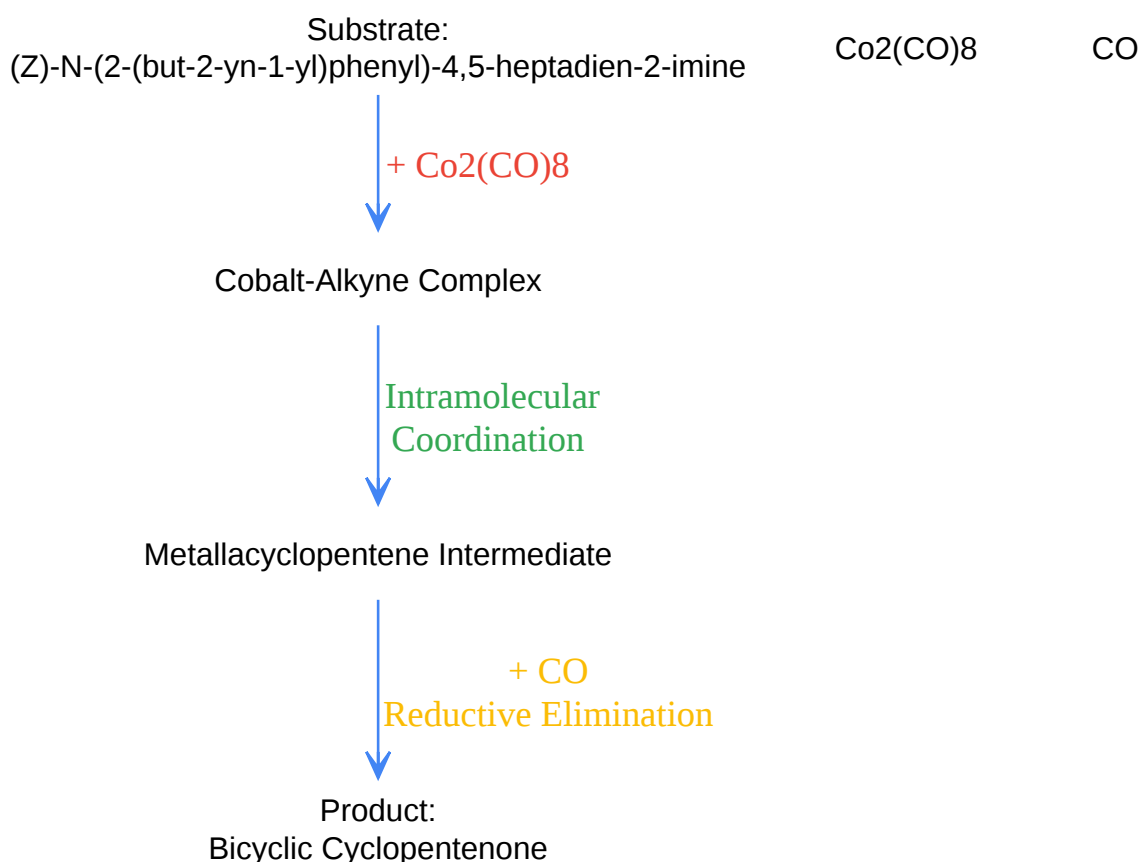 Substrate:
(Z)-N-(2-(but-2-yn-1-yl)phenyl)-4,5-heptadien-2-imine
Co2(CO)8
CO
+ Co2(CO)8
Cobalt-Alkyne Complex
Intramolecular
Coordination
Metallacyclopentene Intermediate
+ CO
Reductive Elimination
Product:
Bicyclic Cyclopentenone